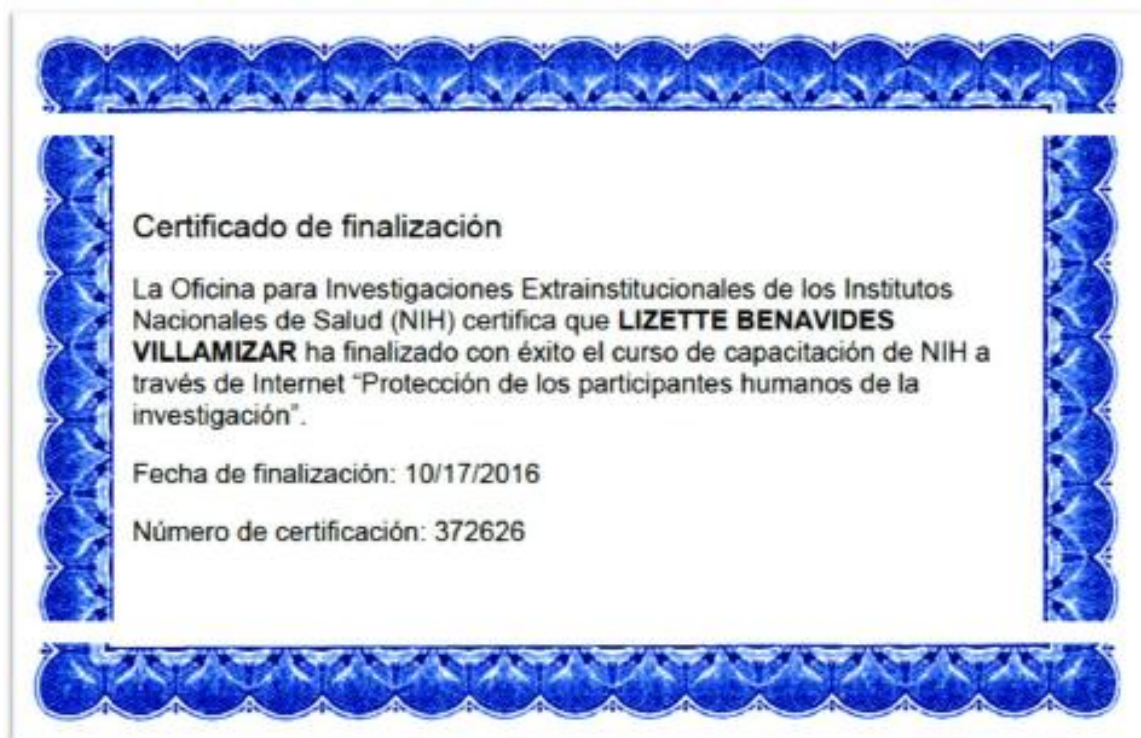 Certificado de finalización
La Oficina para Investigaciones Extrainstitucionales de los Institutos
Nacionales de Salud (NIH) certifica que LIZETTE BENAVIDES
VILLAMIZAR ha finalizado con éxito el curso de capacitación de NIH a
través de Internet “Protección de los participantes humanos de la
investigación”.
Fecha de finalización: 10/17/2016
Número de certificación: 372626